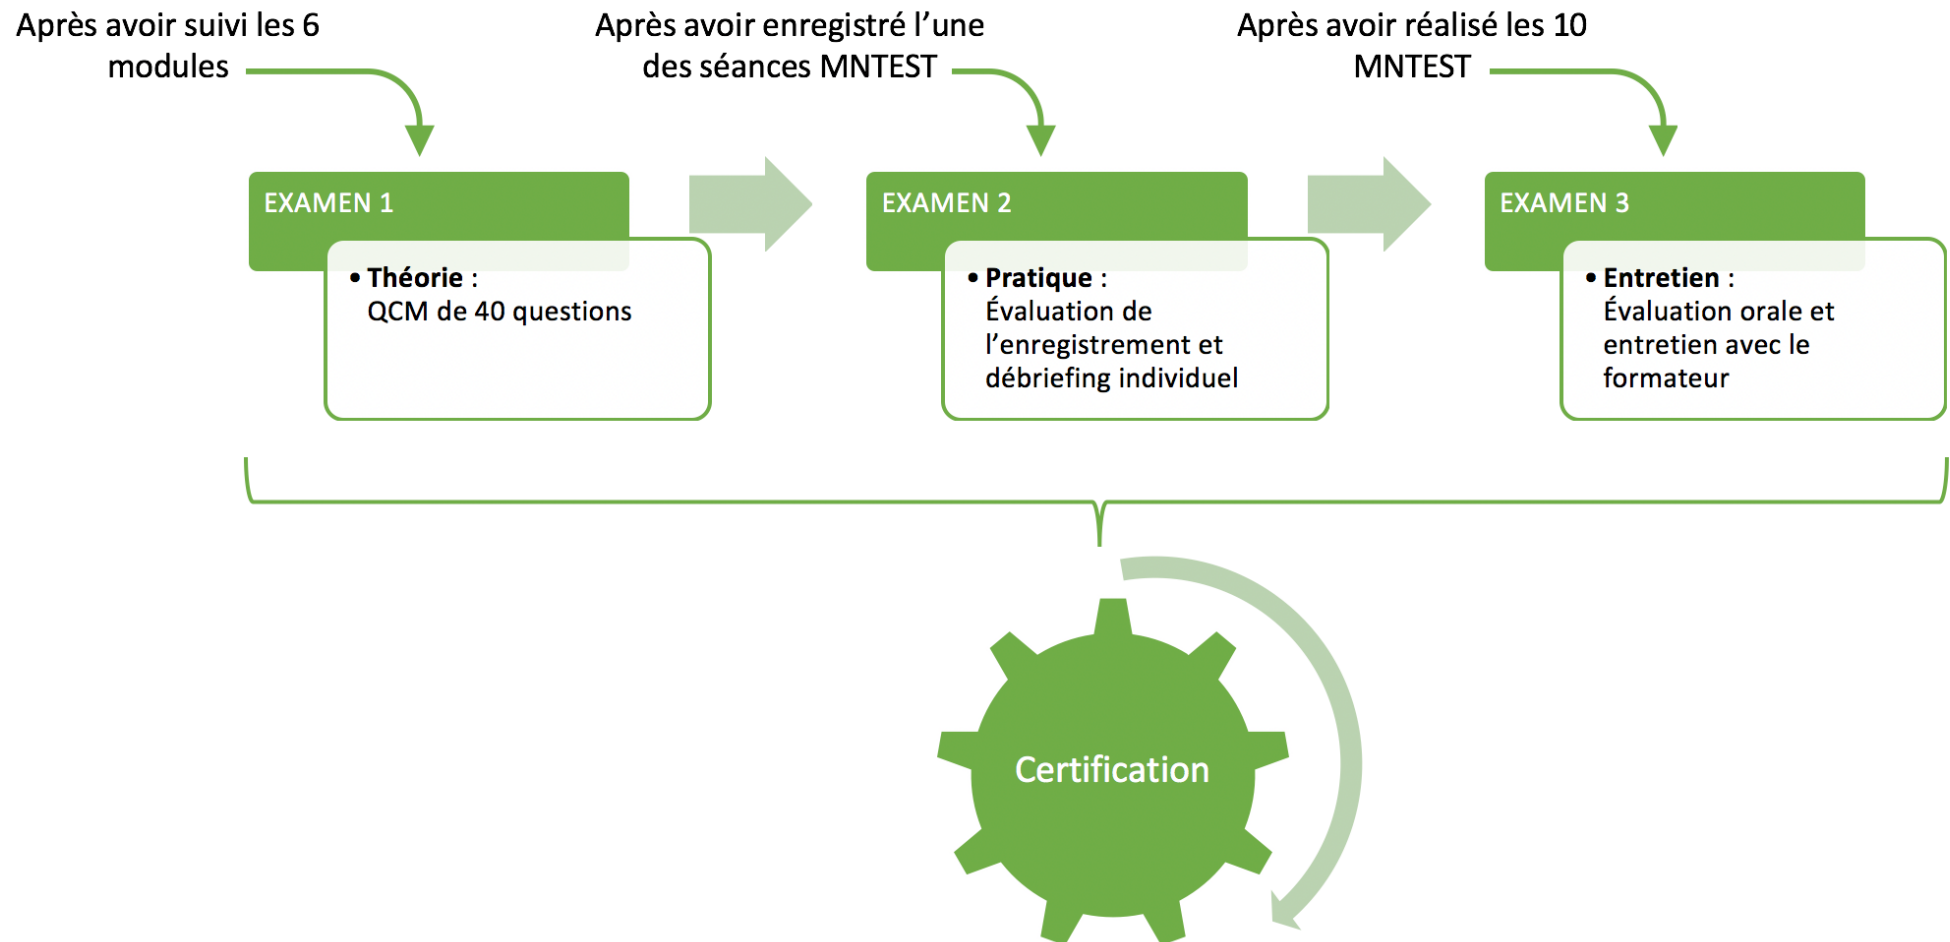 Après avoir suivi les 6
modules
Après avoir enregistré l’une
des séances MNTEST
Après avoir réalisé les 10
MNTEST
EXAMEN 1
• Théorie :
QCM de 40 questions
EXAMEN 2
• Pratique :
Évaluation de
l’enregistrement et
débriefing individuel
EXAMEN 3
• Entretien :
Évaluation orale et
entretien avec le
formateur
Certification